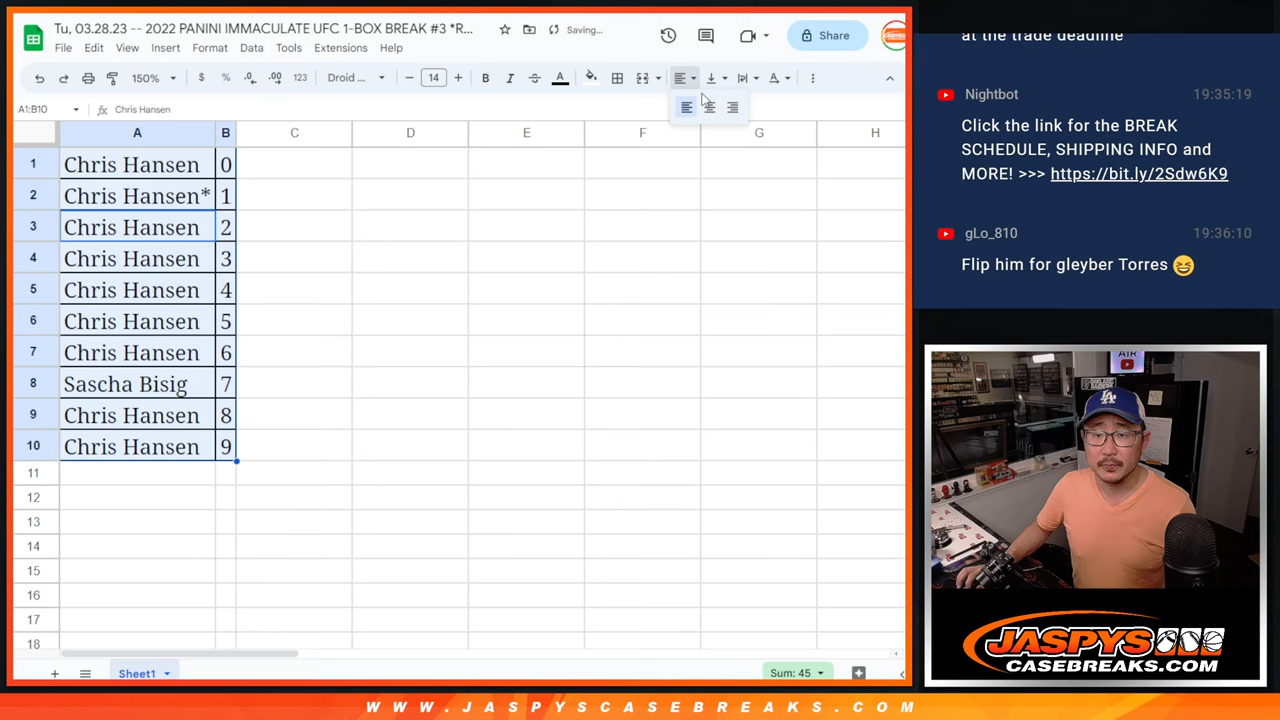 Tu, 03.28.23 -- 2022 PANINI IMMACULATE UFC 1-BOX BREAK #3 *R...
Saving...
Share
File Edit View Insert Format Data Tools Extensions Help
150% $ % .0 .00 123 Droid ... − 14 + B I S A
A1:B10 fx Chris Hansen
A B C D E F G H
1 Chris Hansen 0
2 Chris Hansen* 1
3 Chris Hansen 2
4 Chris Hansen 3
5 Chris Hansen 4
6 Chris Hansen 5
7 Chris Hansen 6
8 Sascha Bisig 7
9 Chris Hansen 8
10 Chris Hansen 9
11
12
13
14
15
16
17
18
Sheet1
Sum: 45
at the trade deadline
Nightbot 19:35:19
Click the link for the BREAK
SCHEDULE, SHIPPING INFO and
MORE! >>> https://bit.ly/2Sdw6K9
gLo_810 19:36:10
Flip him for gleyber Torres 😆
AIR
LA
JASPYS
CASEBREAKS.COM
WWW.JASPYSCASEBREAKS.COM